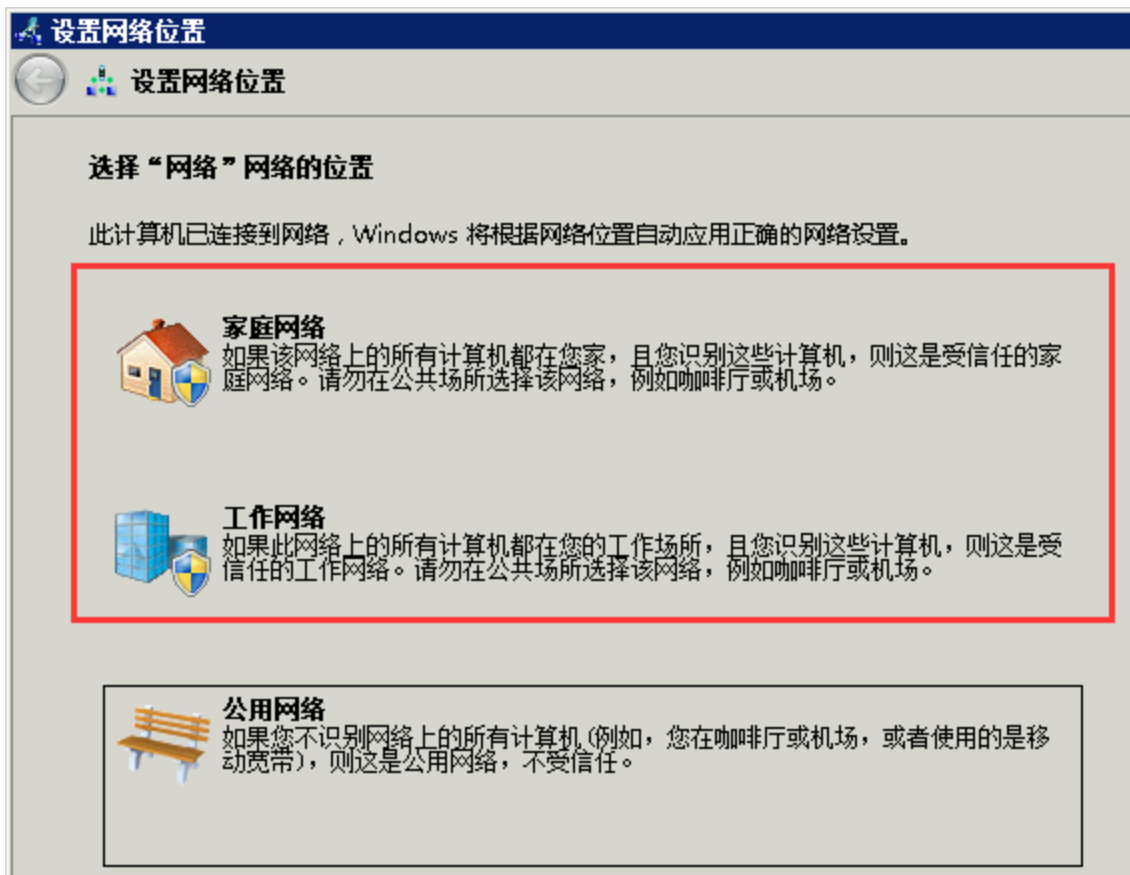 设置网络位置
设置网络位置
选择“网络”网络的位置
此计算机已连接到网络，Windows 将根据网络位置自动应用正确的网络设置。
家庭网络
如果该网络上的所有计算机都在您家，且您识别这些计算机，则这是受信任的家
庭网络。请勿在公共场所选择该网络，例如咖啡厅或机场。
工作网络
如果此网络上的所有计算机都在您的工作场所，且您识别这些计算机，则这是受
信任的工作网络。请勿在公共场所选择该网络，例如咖啡厅或机场。
公用网络
如果您不识别网络上的所有计算机(例如，您在咖啡厅或机场，或者使用的是移
动宽带)，则这是公用网络，不受信任。